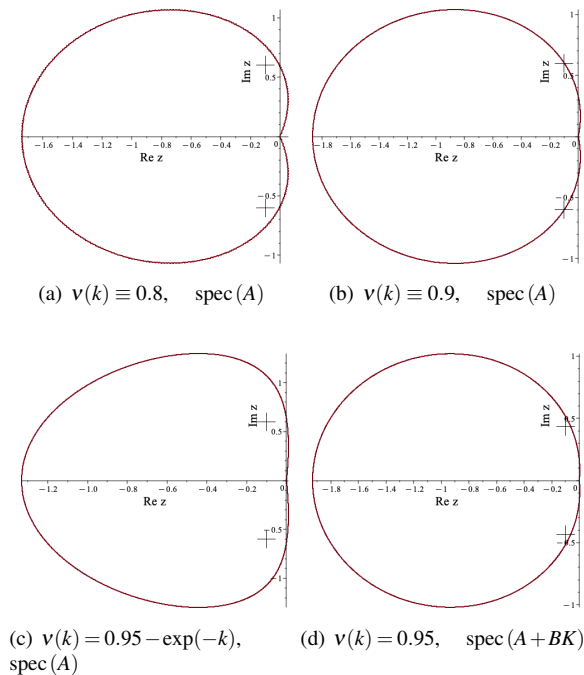 1
Im z
0.5
−1.6 −1.4 −1.2 −1.0 −0.8 −0.6 −0.4 −0.2 0
Re z
−0.5
−1
(a) ν(k) ≡ 0.8, spec(A)
1
Im z
0.5
−1.8 −1.6 −1.4 −1.2 −1.0 −0.8 −0.6 −0.4 −0.2 0
Re z
−0.5
−1
(b) ν(k) ≡ 0.9, spec(A)
1
Im z
0.5
−1.2 −1.0 −0.8 −0.6 −0.4 −0.2 0
Re z
−0.5
−1
(c) ν(k) = 0.95 − exp(−k),
spec(A)
1
Im z
0.5
−1.8 −1.6 −1.4 −1.2 −1.0 −0.8 −0.6 −0.4 −0.2 0
Re z
−0.5
−1
(d) ν(k) = 0.95, spec(A+BK)